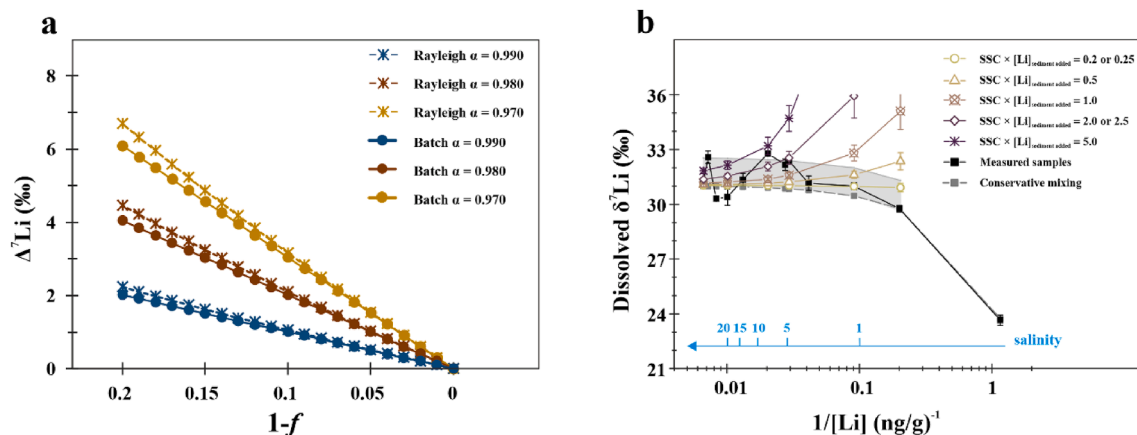 a
Δ⁷Li (‰)
8
6
4
2
0
0.2
0.15
0.1
0.05
0
1-f
Rayleigh α = 0.990
Rayleigh α = 0.980
Rayleigh α = 0.970
Batch α = 0.990
Batch α = 0.980
Batch α = 0.970
b
Dissolved δ⁷Li (‰)
36
33
30
27
24
21
SSC × [Li]sediment added = 0.2 or 0.25
SSC × [Li]sediment added = 0.5
SSC × [Li]sediment added = 1.0
SSC × [Li]sediment added = 2.0 or 2.5
SSC × [Li]sediment added = 5.0
Measured samples
Conservative mixing
20 15 10 5 1
salinity
0.01
0.1
1
1/[Li] (ng/g)⁻¹